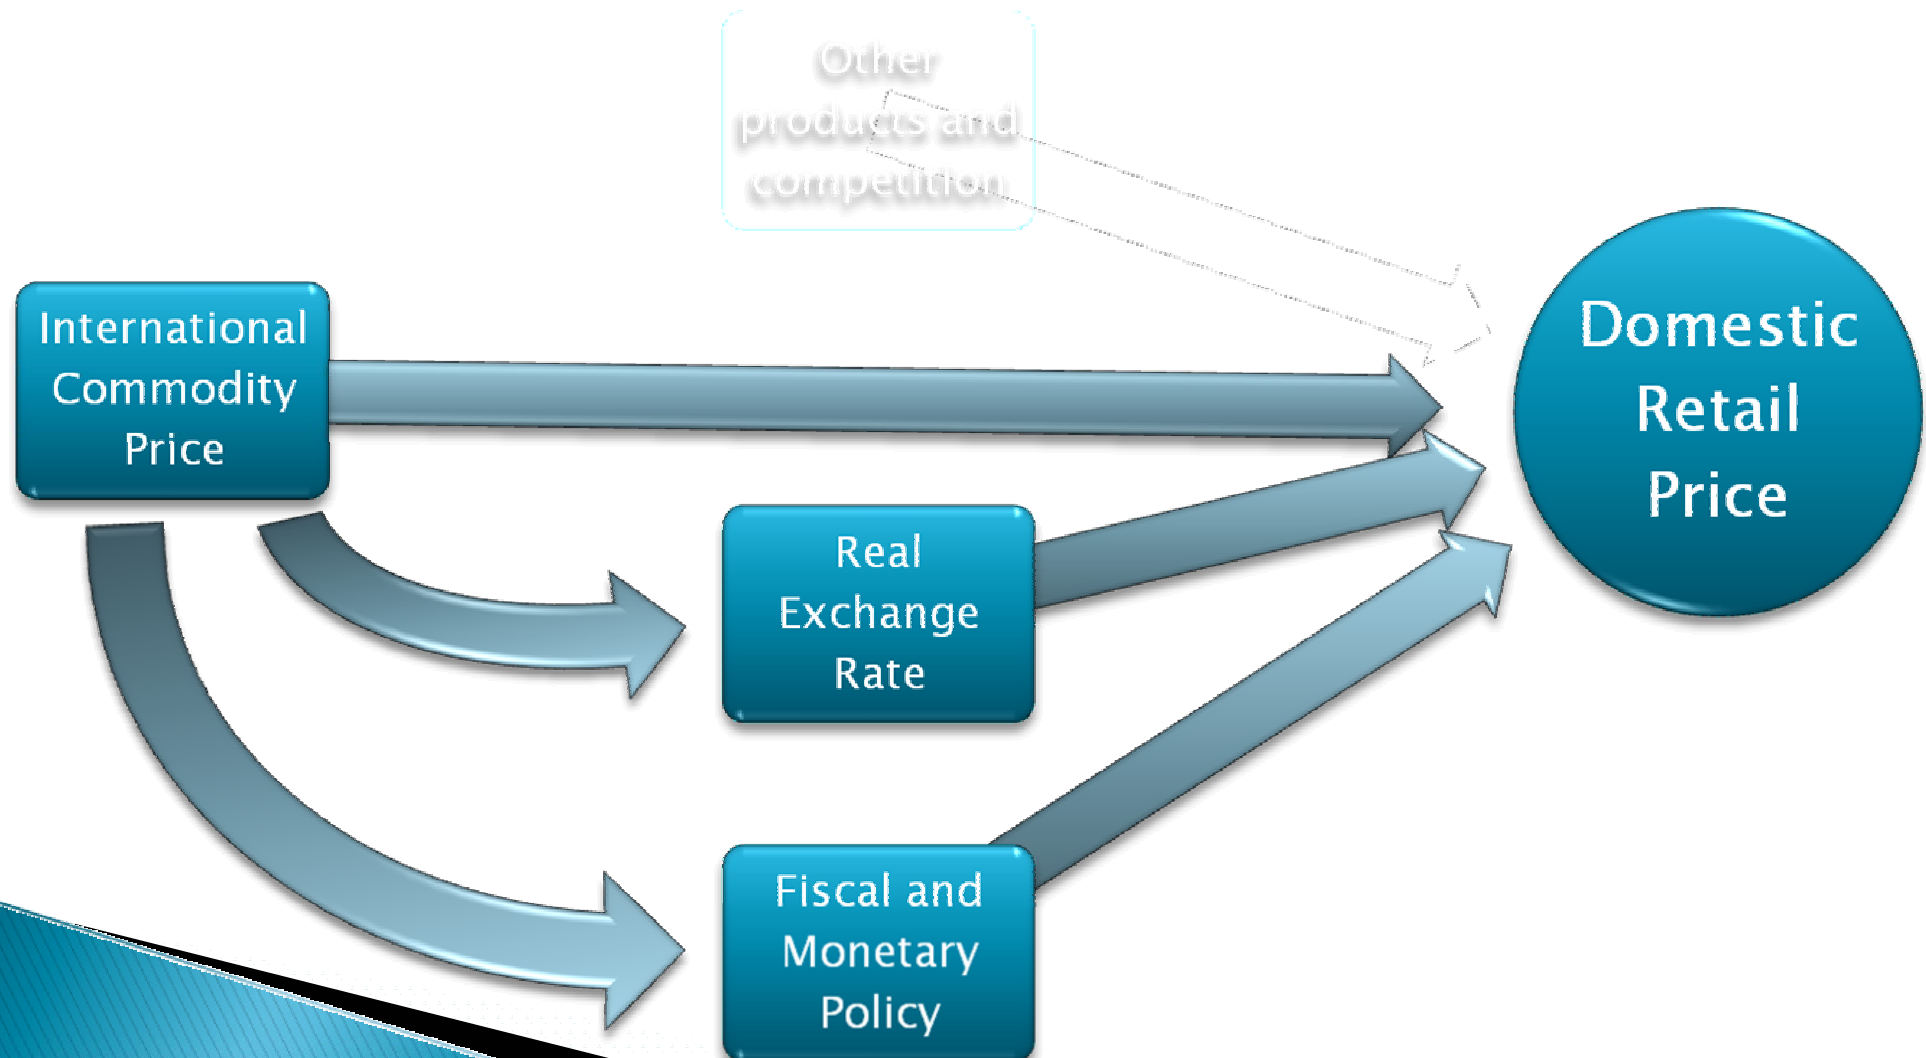 Other
products and
competition
International
Commodity
Price
Domestic
Retail
Price
Real
Exchange
Rate
Fiscal and
Monetary
Policy